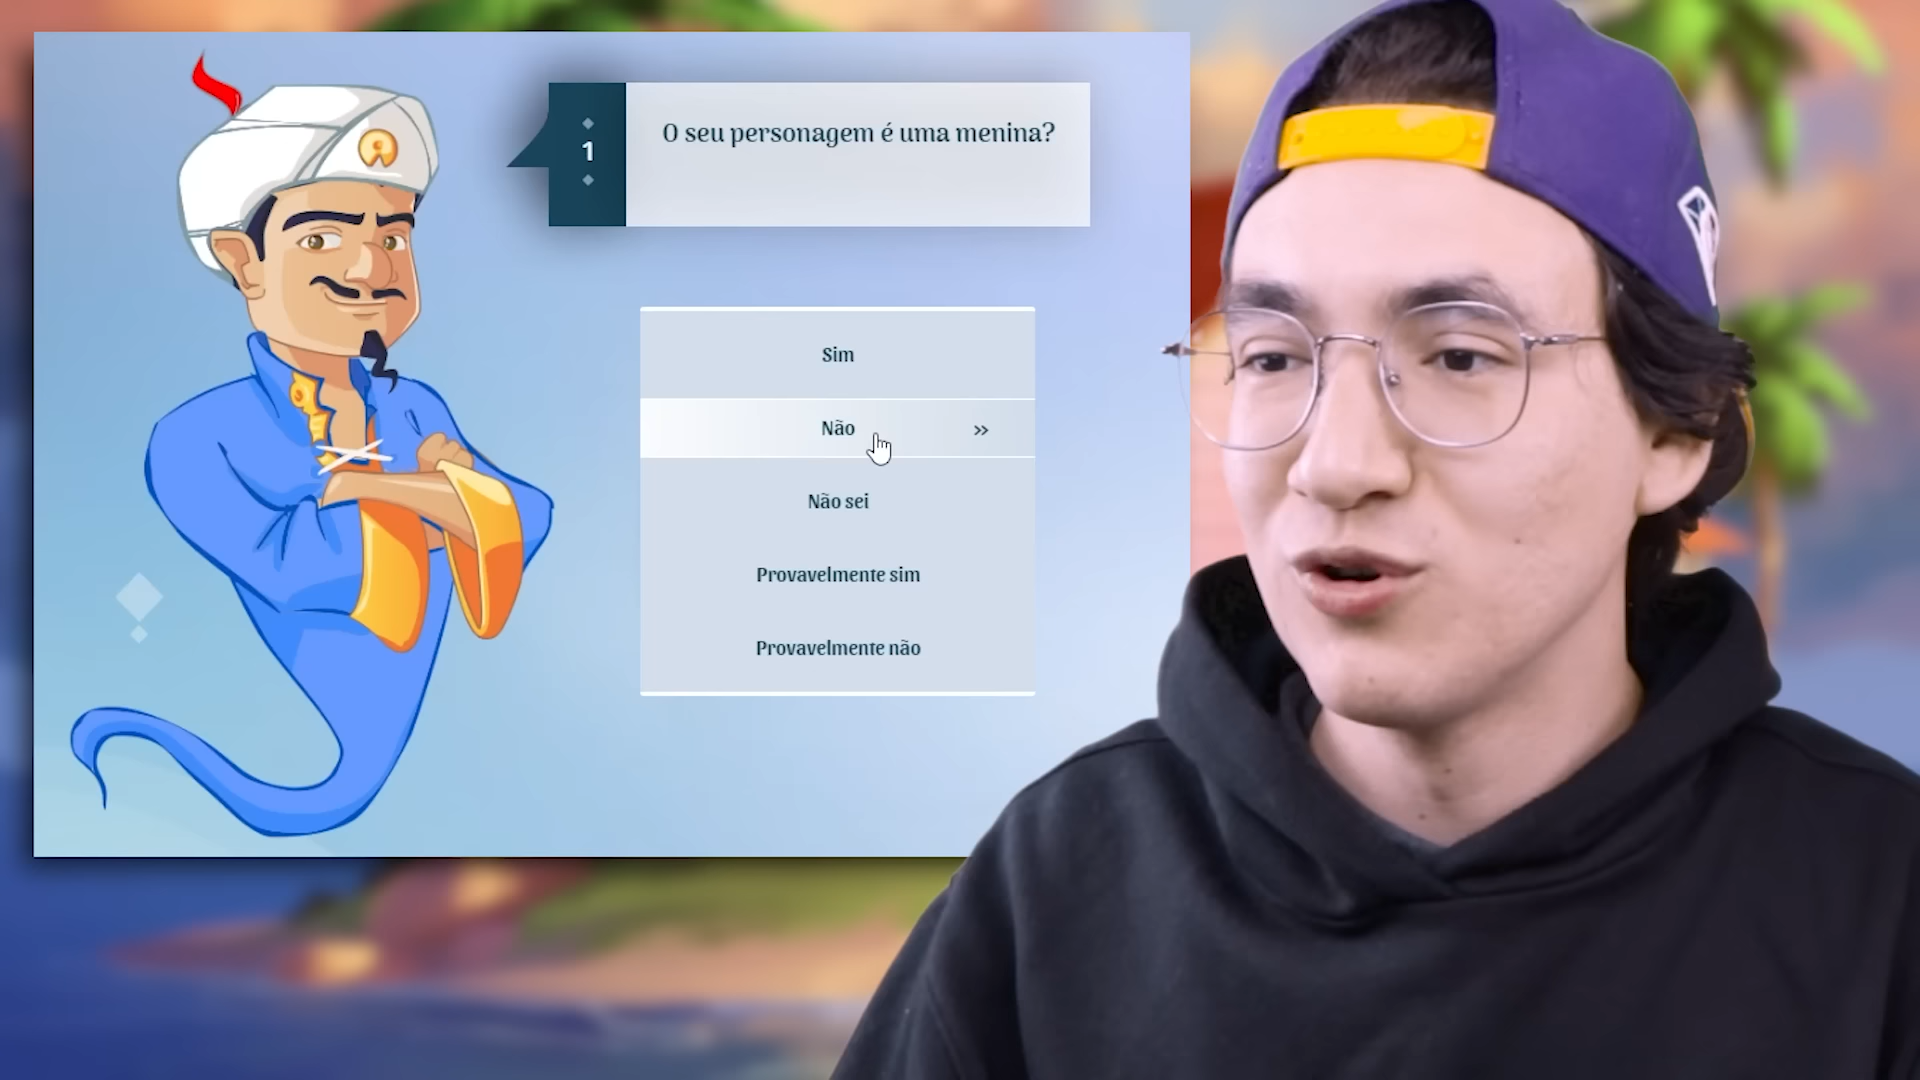 1
O seu personagem é uma menina?
Sim
Não
Não sei
Provavelmente sim
Provavelmente não